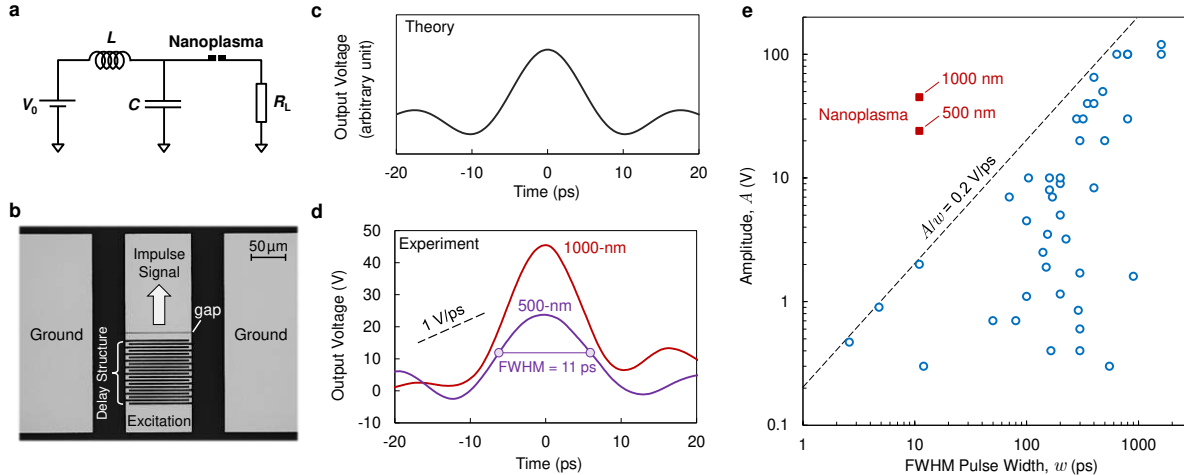 a
L
Nanoplasma
V0
C
RL
b
50 μm
Impulse
Signal
gap
Ground
Ground
Delay Structure
Excitation
c
Theory
Output Voltage
(arbitrary unit)
-20
-10
0
10
20
Time (ps)
d
Experiment
50
40
30
20
10
0
-10
Output Voltage (V)
1000-nm
500-nm
1 V/ps
FWHM = 11 ps
-20
-10
0
10
20
Time (ps)
e
100
10
1
0.1
Amplitude, A (V)
1000 nm
Nanoplasma
500 nm
A/w = 0.2 V/ps
1
10
100
1000
FWHM Pulse Width, w (ps)